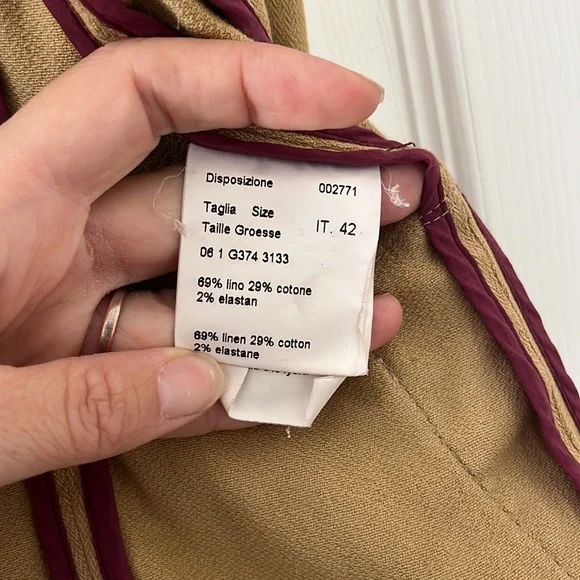 Disposizione 002771
Taglia Size
Taille Groesse IT. 42
06 1 G374 3133
69% lino 29% cotone
2% elastan
69% linen 29% cotton
2% elastane